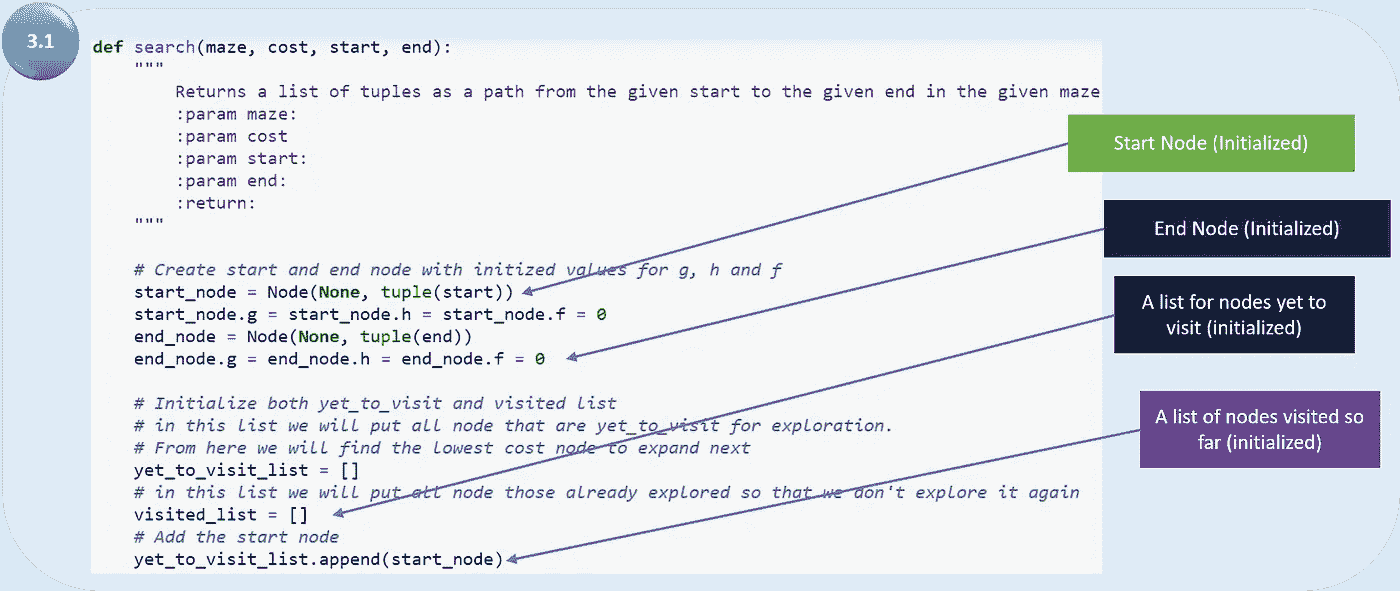 3.1
def search(maze, cost, start, end):
    """
        Returns a list of tuples as a path from the given start to the given end in the given maze
        :param maze:
        :param cost
        :param start:
        :param end:
        :return:
    """
    # Create start and end node with initized values for g, h and f
    start_node = Node(None, tuple(start))
    start_node.g = start_node.h = start_node.f = 0
    end_node = Node(None, tuple(end))
    end_node.g = end_node.h = end_node.f = 0
    # Initialize both yet_to_visit and visited list
    # in this list we will put all node that are yet_to_visit for exploration.
    # From here we will find the lowest cost node to expand next
    yet_to_visit_list = []
    # in this list we will put all node those already explored so that we don't explore it again
    visited_list = []
    # Add the start node
    yet_to_visit_list.append(start_node)
Start Node (Initialized)
End Node (Initialized)
A list for nodes yet to
visit (initialized)
A list of nodes visited so
far (initialized)